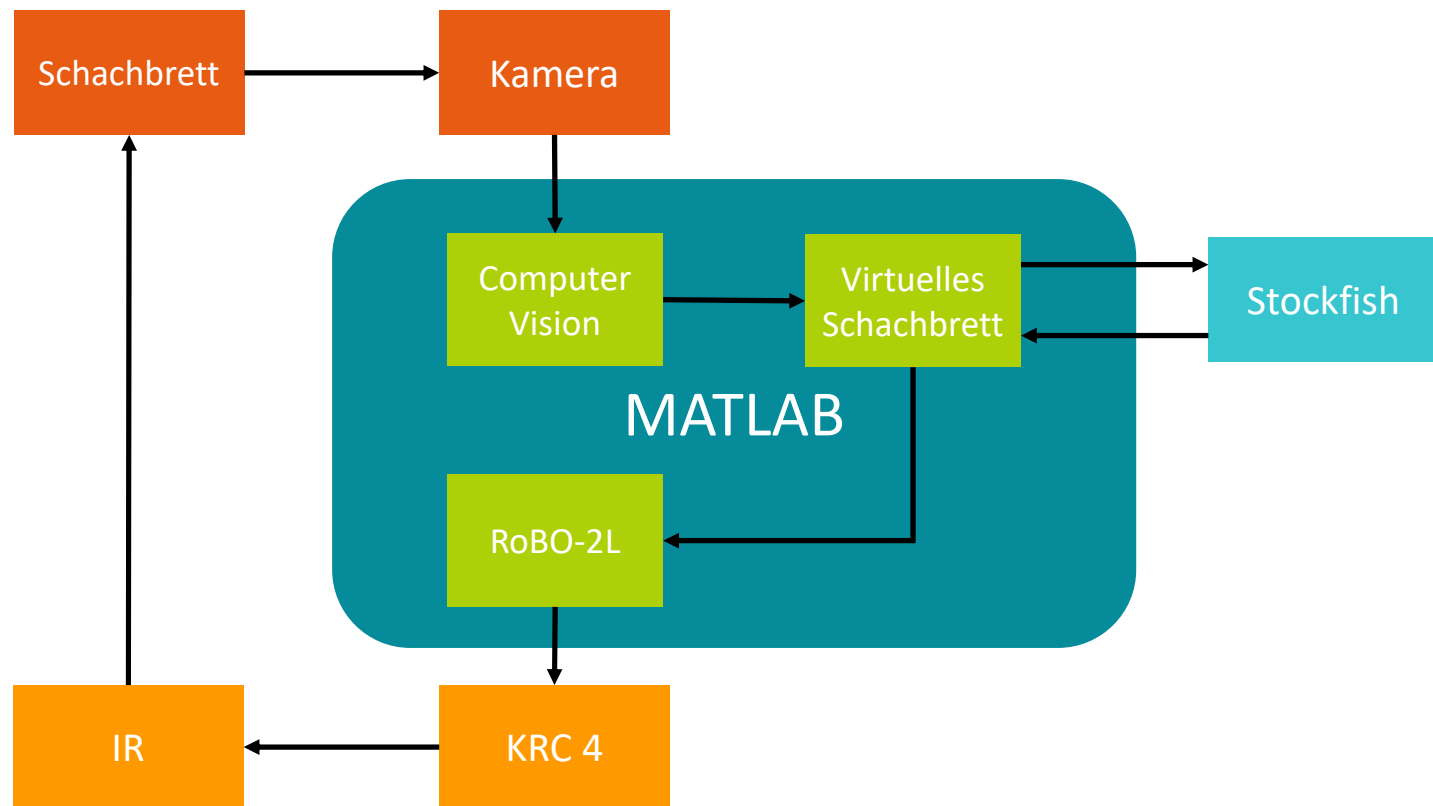 Schachbrett
Kamera
Computer
Vision
Virtuelles
Schachbrett
Stockfish
MATLAB
RoBO-2L
IR
KRC 4